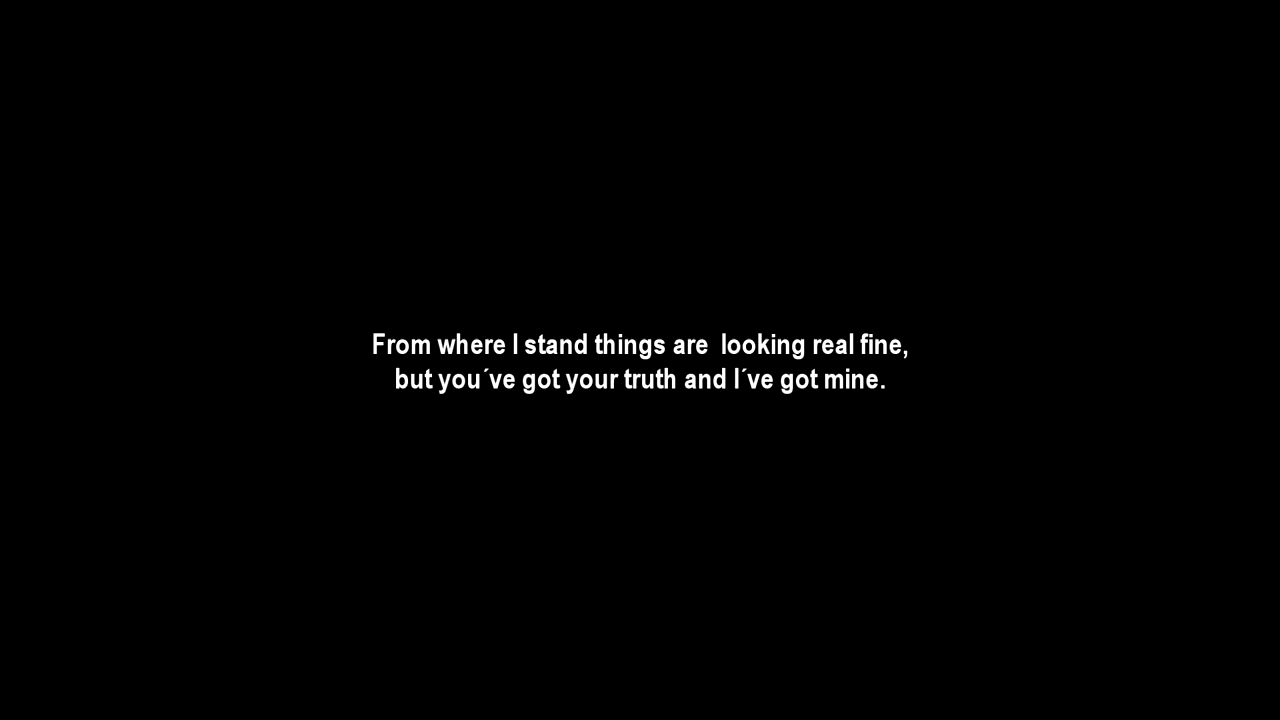 From where I stand things are  looking real fine,
but you´ve got your truth and I´ve got mine.